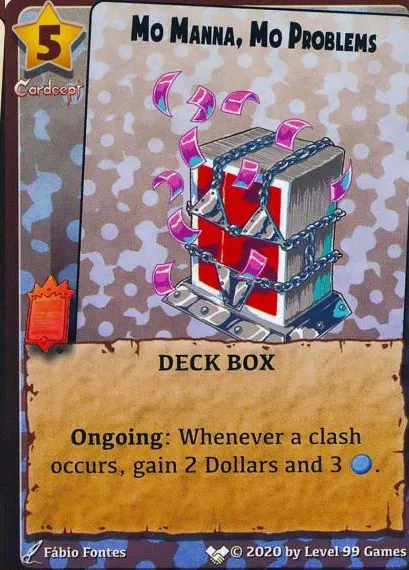 5
Cardcept
Mo Manna, Mo Problems
DECK BOX
Ongoing: Whenever a clash
occurs, gain 2 Dollars and 3 .
Fábio Fontes
© 2020 by Level 99 Games